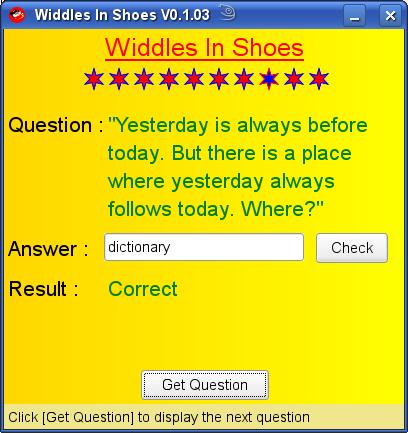 Widdles In Shoes V0.1.03
Widdles In Shoes
Question : "Yesterday is always before
today. But there is a place
where yesterday always
follows today. Where?"
Answer : dictionary Check
Result : Correct
Get Question
Click [Get Question] to display the next question